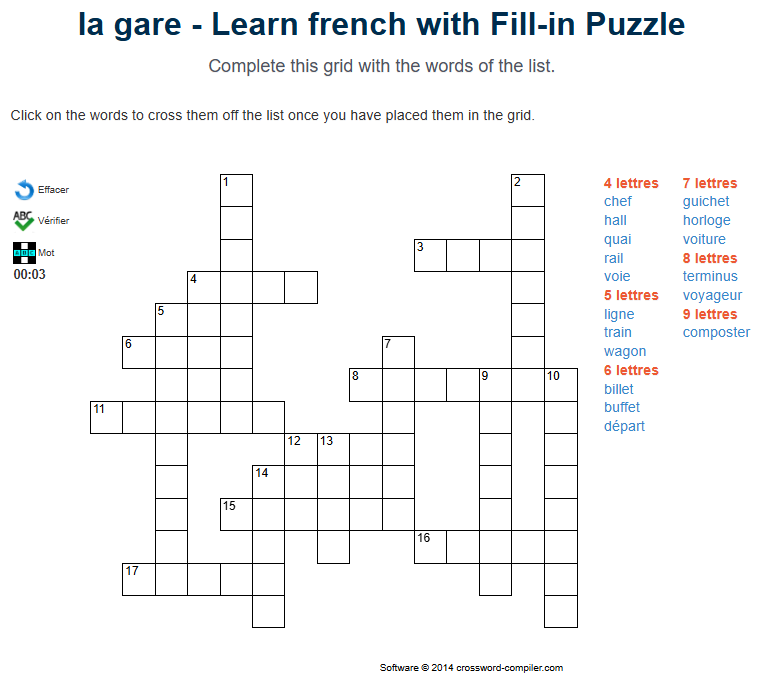 la gare - Learn french with Fill-in Puzzle
Complete this grid with the words of the list.
Click on the words to cross them off the list once you have placed them in the grid.
Effacer
ABC Vérifier
A B C Mot
00:03
1
2
3
4
5
6
7
8
9
10
11
12
13
14
15
16
17
4 lettres
chef
hall
quai
rail
voie
5 lettres
ligne
train
wagon
6 lettres
billet
buffet
départ
7 lettres
guichet
horloge
voiture
8 lettres
terminus
voyageur
9 lettres
composter
Software © 2014 crossword-compiler.com